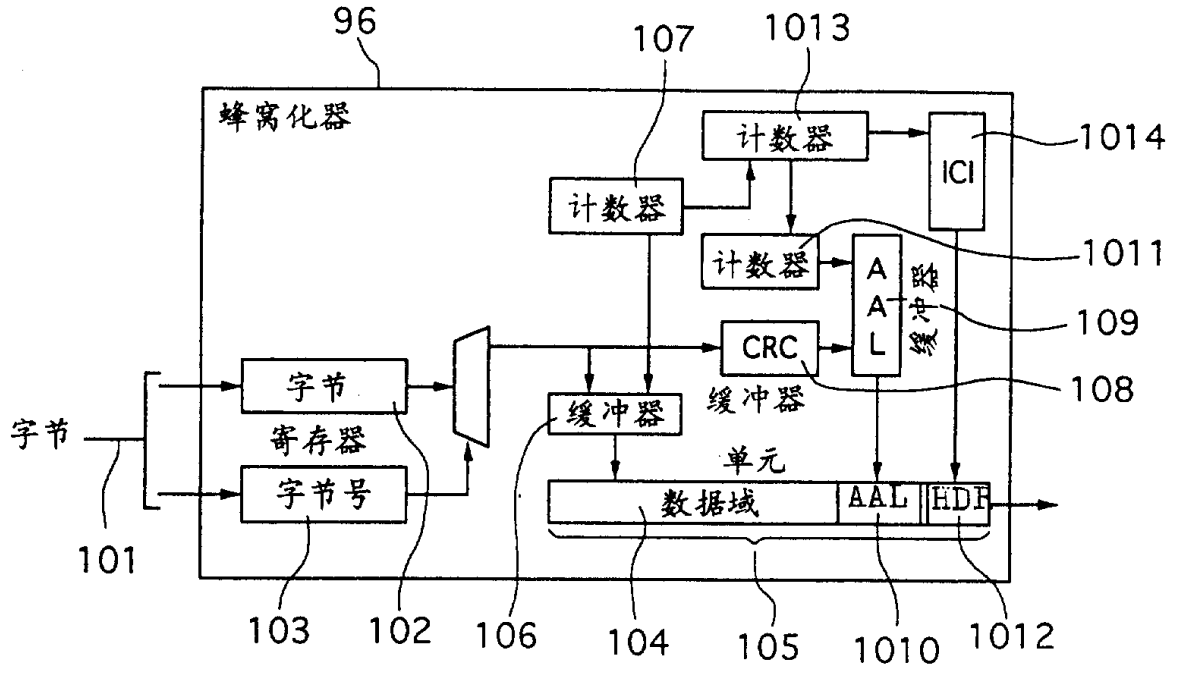 96
107
1013
蜂窝化器
计数器
1014
ICI
计数器
计数器
1011
AAL
缓冲器
109
CRC
108
缓冲器
字节
缓冲器
字节
寄存器
单元
字节号
数据域
AAL
HDR
101
103
102
106
104
105
1010
1012